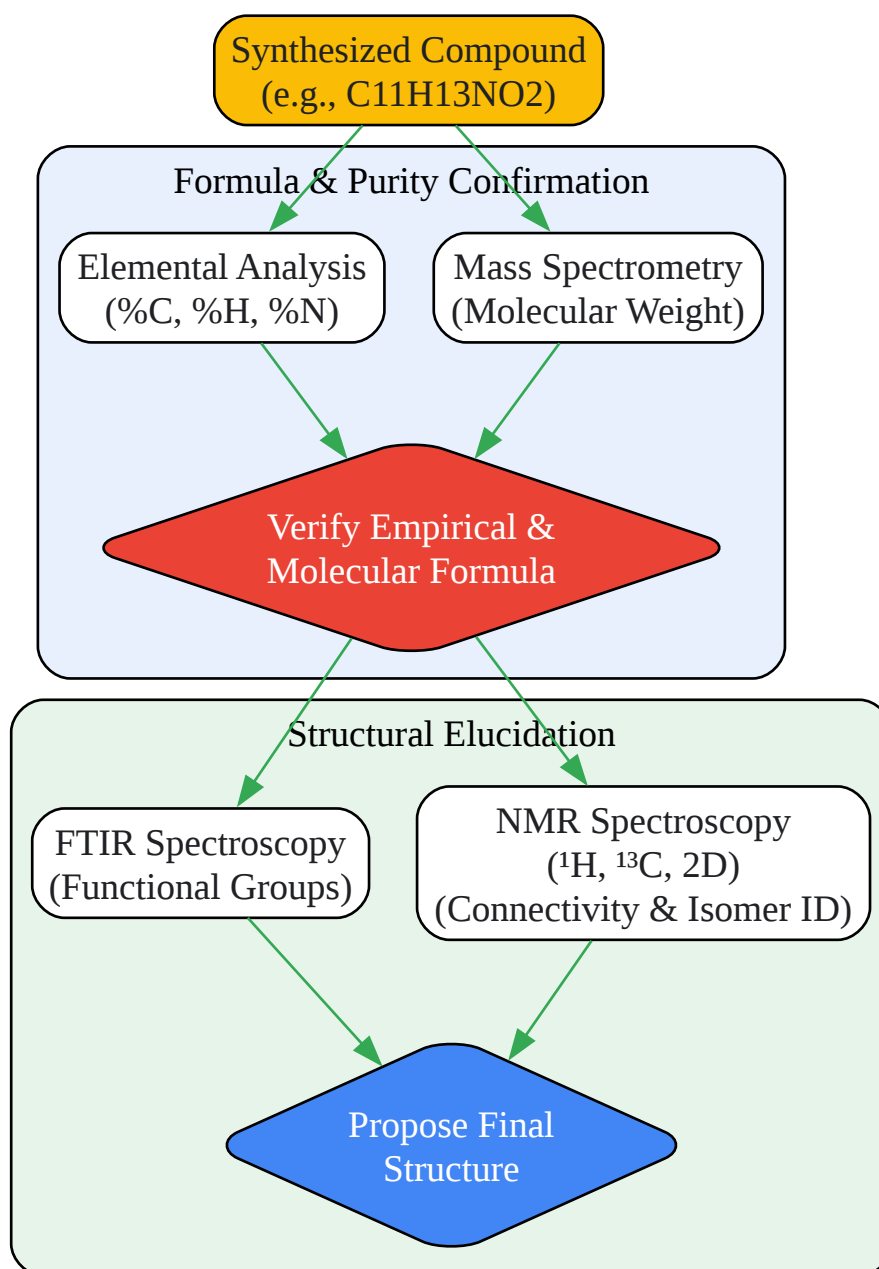 Synthesized Compound
(e.g., C11H13NO2)
Formula & Purity Confirmation
Elemental Analysis
(%C, %H, %N)
Mass Spectrometry
(Molecular Weight)
Verify Empirical &
Molecular Formula
Structural Elucidation
FTIR Spectroscopy
(Functional Groups)
NMR Spectroscopy
(¹H, ¹³C, 2D)
(Connectivity & Isomer ID)
Propose Final
Structure